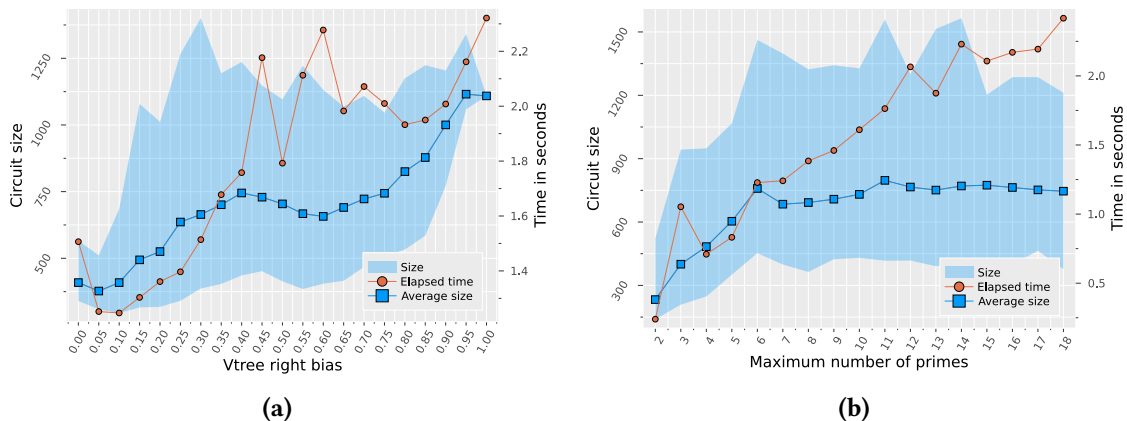 Circuit size
1250
1000
750
500
2.2
2.0
1.8
1.6
1.4
Time in seconds
Size
Elapsed time
Average size
0.00 0.05 0.10 0.15 0.20 0.25 0.30 0.35 0.40 0.45 0.50 0.55 0.60 0.65 0.70 0.75 0.80 0.85 0.90 0.95 1.00
Vtree right bias
(a)
Circuit size
1500
1200
900
600
300
2.0
1.5
1.0
0.5
Time in seconds
Size
Elapsed time
Average size
2 3 4 5 6 7 8 9 10 11 12 13 14 15 16 17 18
Maximum number of primes
(b)